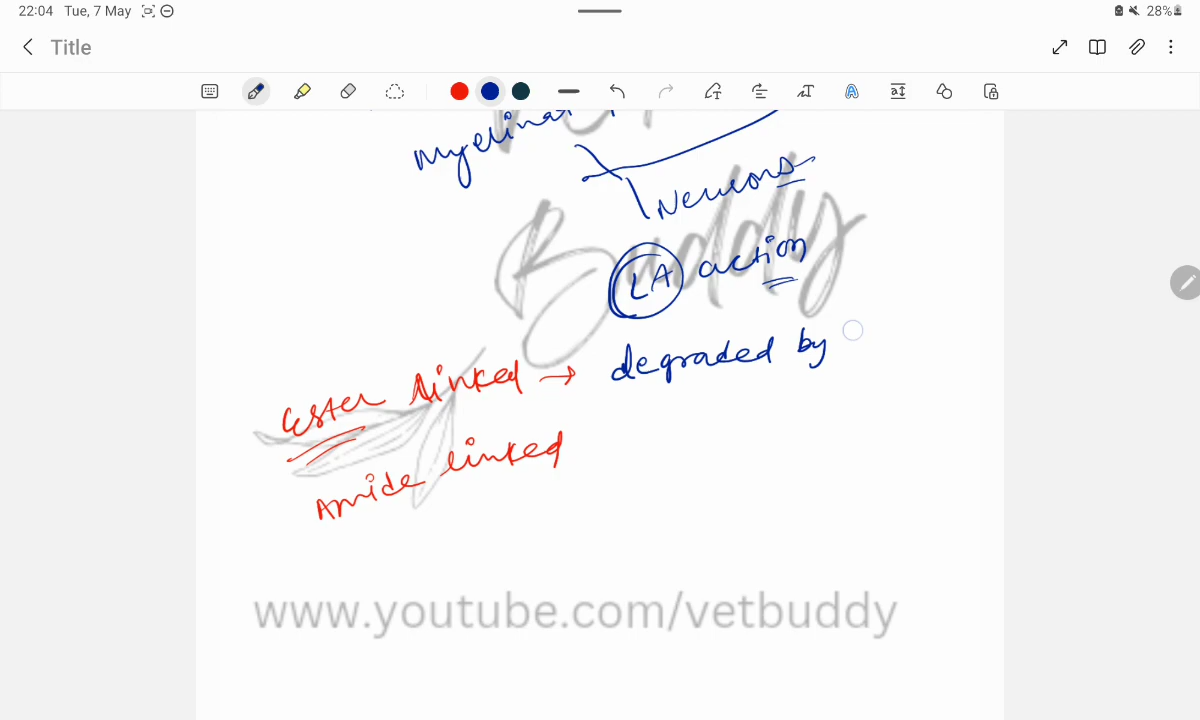 22:04 Tue, 7 May 28%
Title
Neurons
Buddy
LA action
Ester linked → degraded by
Amide linked
www.youtube.com/vetbuddy